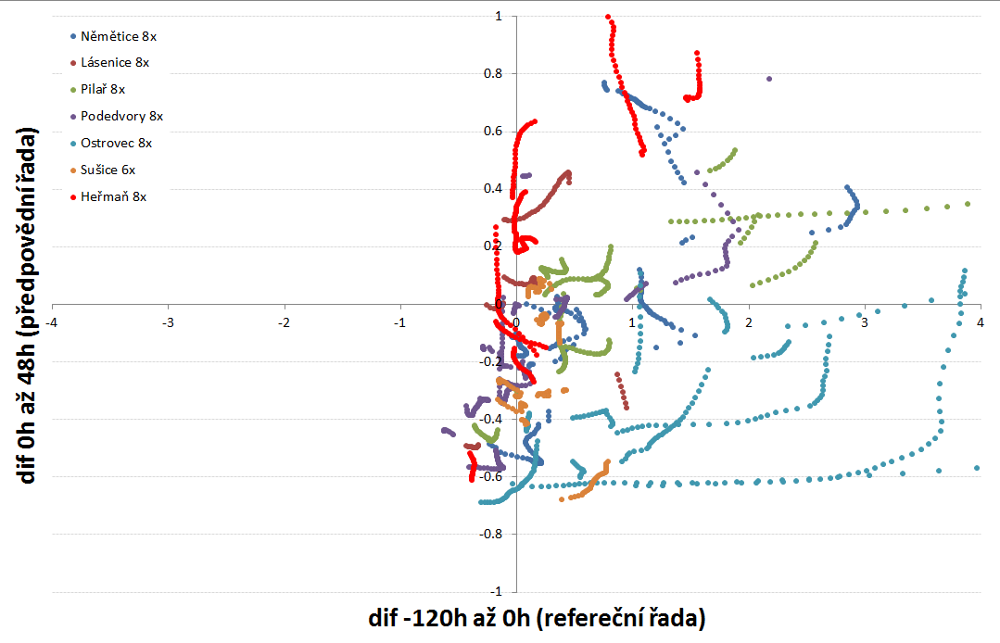 Němětice 8x
Lásenice 8x
Pilař 8x
Podedvory 8x
Ostrovec 8x
Sušice 6x
Heřmaň 8x
1
0.8
0.6
0.4
0.2
0
-0.2
-0.4
-0.6
-0.8
-1
-4
-3
-2
-1
0
1
2
3
4
dif 0h až 48h (předpovědní řada)
dif -120h až 0h (refereční řada)